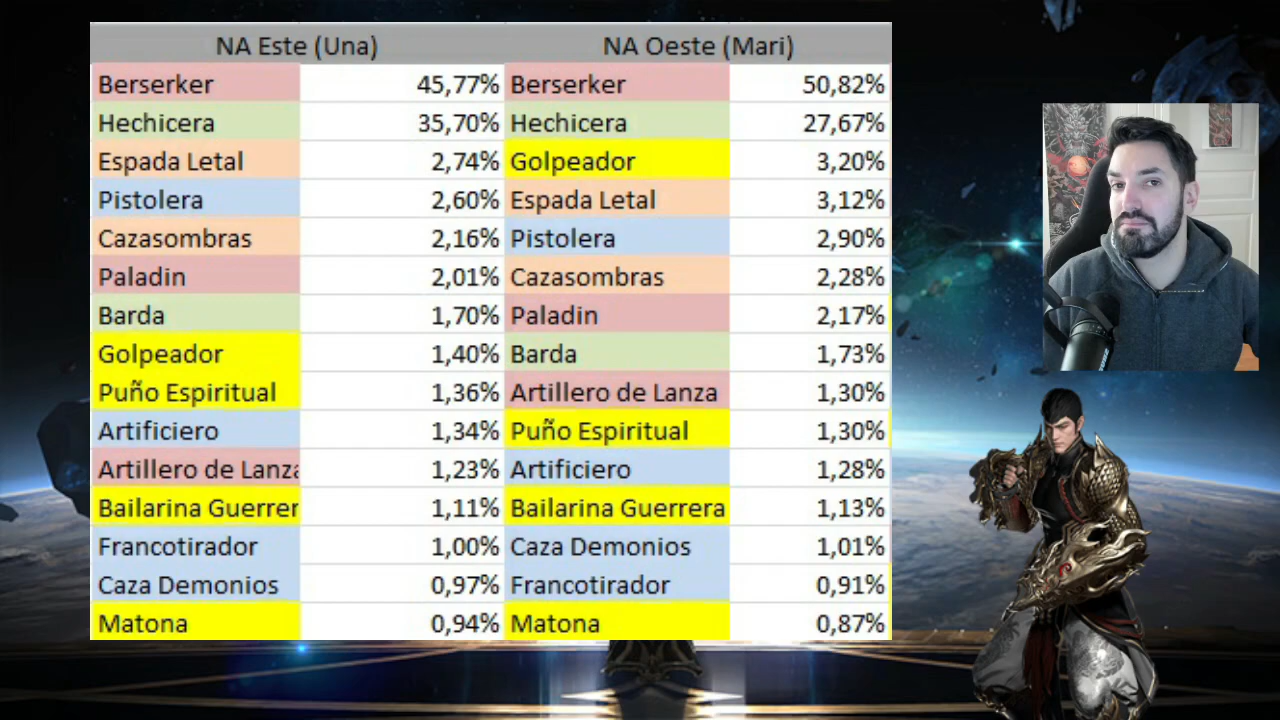 NA Este (Una) NA Oeste (Mari)
Berserker 45,77% Berserker 50,82%
Hechicera 35,70% Hechicera 27,67%
Espada Letal 2,74% Golpeador 3,20%
Pistolera 2,60% Espada Letal 3,12%
Cazasombras 2,16% Pistolera 2,90%
Paladin 2,01% Cazasombras 2,28%
Barda 1,70% Paladin 2,17%
Golpeador 1,40% Barda 1,73%
Puño Espiritual 1,36% Artillero de Lanza 1,30%
Artificiero 1,34% Puño Espiritual 1,30%
Artillero de Lanza 1,23% Artificiero 1,28%
Bailarina Guerrer 1,11% Bailarina Guerrera 1,13%
Francotirador 1,00% Caza Demonios 1,01%
Caza Demonios 0,97% Francotirador 0,91%
Matona 0,94% Matona 0,87%